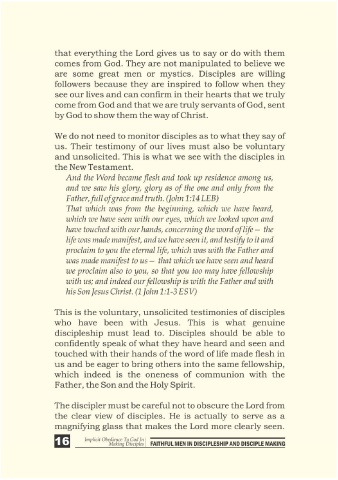 that everything the Lord gives us to say or do with them
comes from God. They are not manipulated to believe we
are some great men or mystics. Disciples are willing
followers because they are inspired to follow when they
see our lives and can confirm in their hearts that we truly
come from God and that we are truly servants of God, sent
by God to show them the way of Christ.
We do not need to monitor disciples as to what they say of
us. Their testimony of our lives must also be voluntary
and unsolicited. This is what we see with the disciples in
the New Testament.
And the Word became flesh and took up residence among us,
and we saw his glory, glory as of the one and only from the
Father, full of grace and truth. (John 1:14 LEB)
That which was from the beginning, which we have heard,
which we have seen with our eyes, which we looked upon and
have touched with our hands, concerning the word of life – the
life was made manifest, and we have seen it, and testify to it and
proclaim to you the eternal life, which was with the Father and
was made manifest to us – that which we have seen and heard
we proclaim also to you, so that you too may have fellowship
with us; and indeed our fellowship is with the Father and with
his Son Jesus Christ. (1 John 1:1-3 ESV)
This is the voluntary, unsolicited testimonies of disciples
who have been with Jesus. This is what genuine
discipleship must lead to. Disciples should be able to
confidently speak of what they have heard and seen and
touched with their hands of the word of life made flesh in
us and be eager to bring others into the same fellowship,
which indeed is the oneness of communion with the
Father, the Son and the Holy Spirit.
The discipler must be careful not to obscure the Lord from
the clear view of disciples. He is actually to serve as a
magnifying glass that makes the Lord more clearly seen.
16
Implicit Obedience To God In
Making Disciples
FAITHFUL MEN IN DISCIPLESHIP AND DISCIPLE MAKING